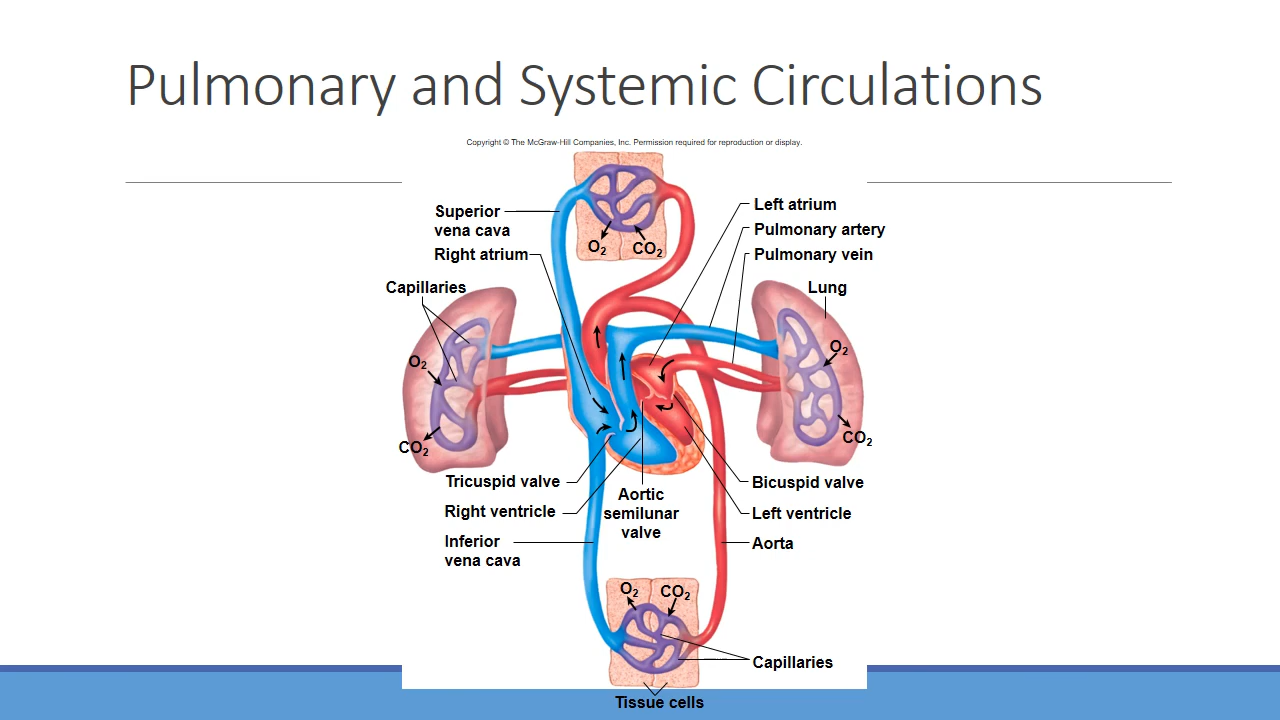 Pulmonary and Systemic Circulations
Copyright © The McGraw-Hill Companies, Inc. Permission required for reproduction or display.
Superior
vena cava
Right atrium
Capillaries
O₂
CO₂
Left atrium
Pulmonary artery
Pulmonary vein
Lung
O₂
CO₂
O₂
CO₂
Tricuspid valve
Right ventricle
Inferior
vena cava
Aortic
semilunar
valve
Bicuspid valve
Left ventricle
Aorta
O₂
CO₂
Capillaries
Tissue cells